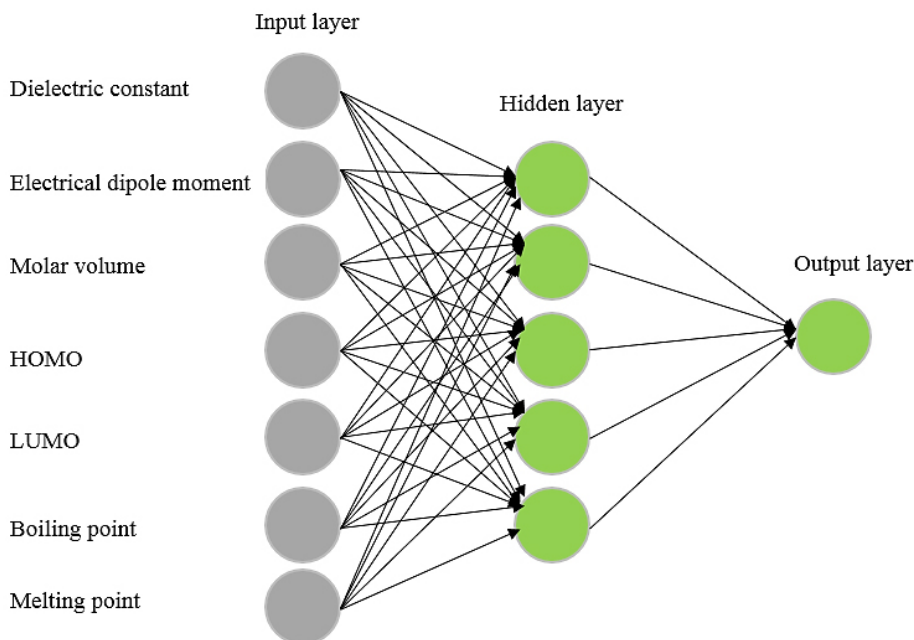 Input layer
Dielectric constant
Hidden layer
Electrical dipole moment
Molar volume
Output layer
HOMO
LUMO
Boiling point
Melting point